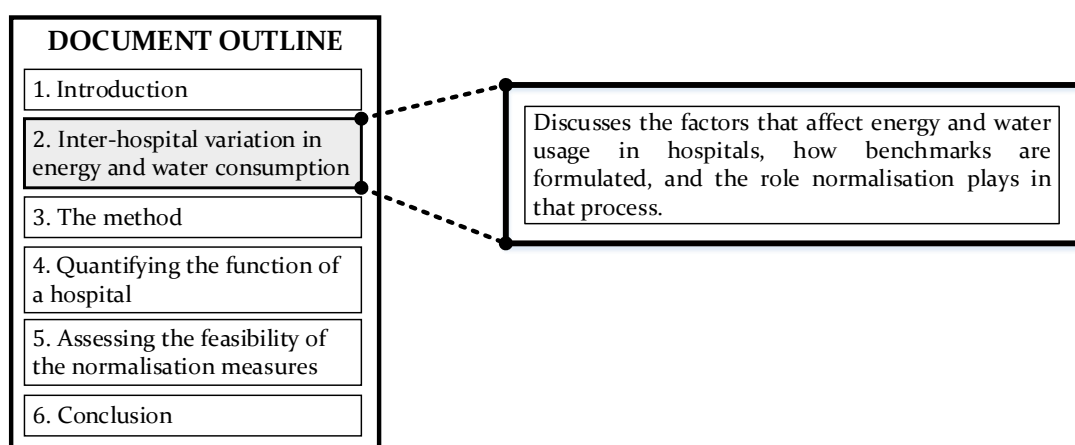 DOCUMENT OUTLINE
1. Introduction
2. Inter-hospital variation in
energy and water consumption
3. The method
4. Quantifying the function of
a hospital
5. Assessing the feasibility of
the normalisation measures
6. Conclusion
Discusses the factors that affect energy and water
usage in hospitals, how benchmarks are
formulated, and the role normalisation plays in
that process.